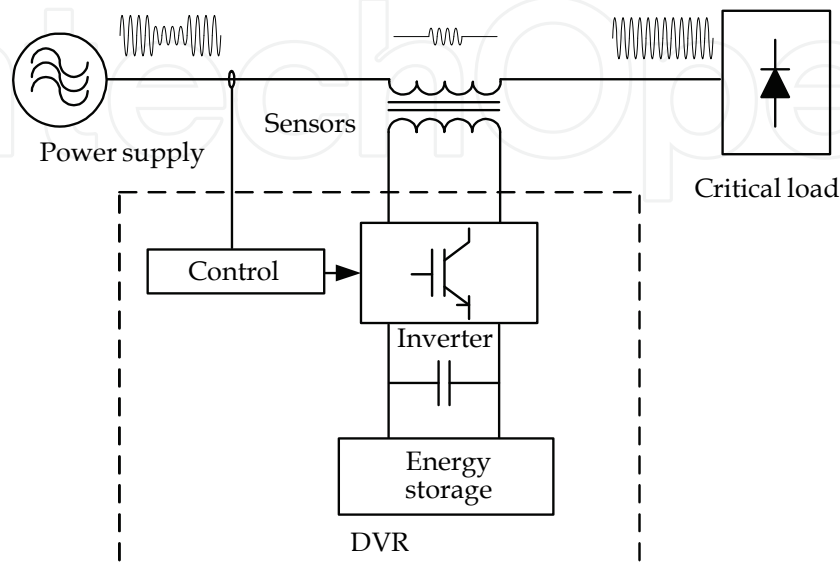 Sensors
Power supply
Critical load
Control
Inverter
Energy
storage
DVR